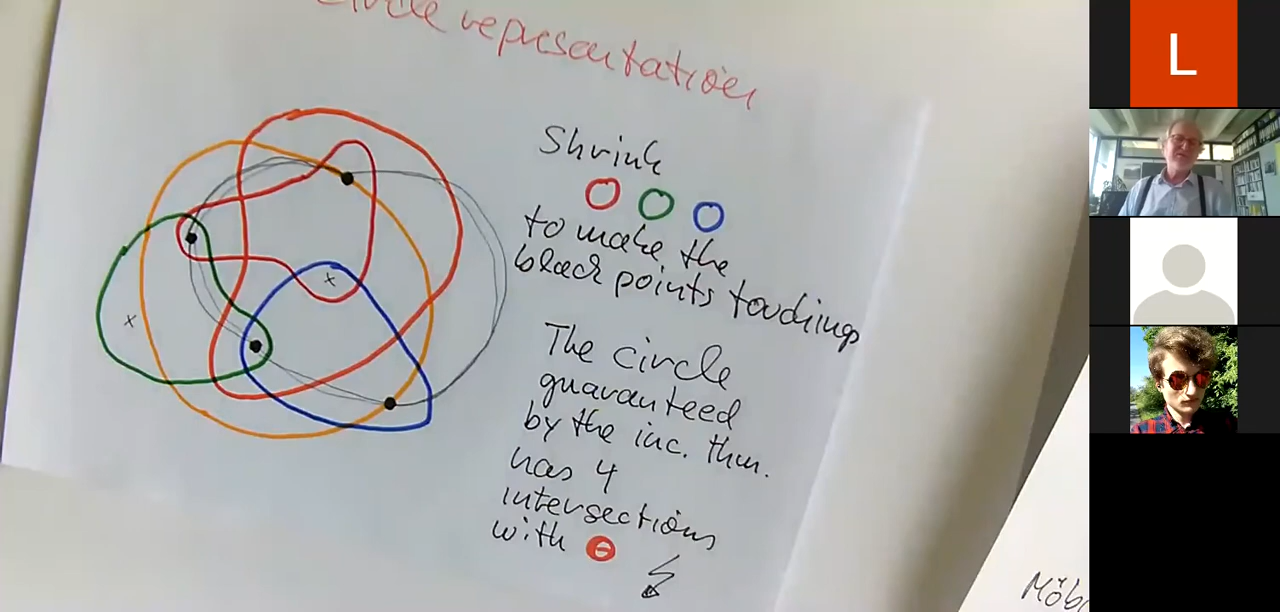 Circle representation
Shrink
to make the
black points touchings
The circle
guaranteed
by the inc. thm.
has 4
intersections
with
L
Möb